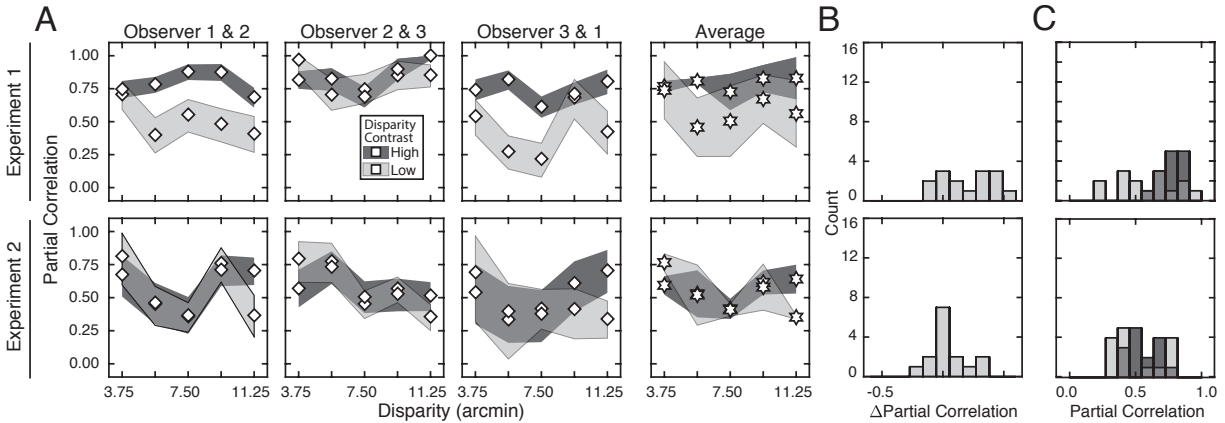 A
B
C
Observer 1 & 2
Observer 2 & 3
Observer 3 & 1
Average
Experiment 1
Experiment 2
Partial Correlation
1.00
0.75
0.50
0.25
0.00
Disparity
Contrast
High
Low
1.00
0.75
0.50
0.25
0.00
3.75 7.50 11.25
3.75 7.50 11.25
3.75 7.50 11.25
3.75 7.50 11.25
Disparity (arcmin)
Count
16
12
8
4
0
16
12
8
4
0
-0.5 0
ΔPartial Correlation
0.0 0.5 1.0
Partial Correlation